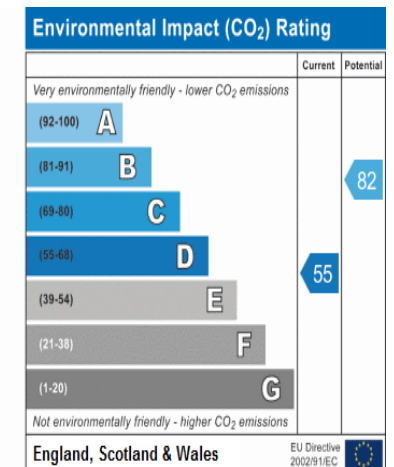 Environmental Impact (CO₂) Rating
Current Potential
Very environmentally friendly - lower CO₂ emissions
(92-100) A
(81-91) B
82
(69-80) C
(55-68) D
55
(39-54) E
(21-38) F
(1-20) G
Not environmentally friendly - higher CO₂ emissions
England, Scotland & Wales
EU Directive
2002/91/EC